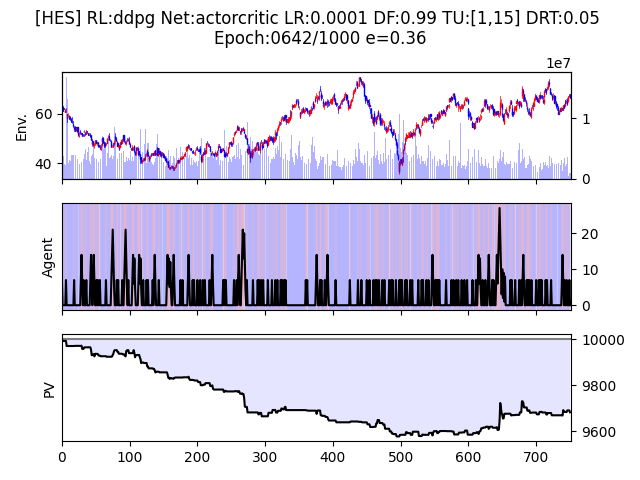 [HES] RL:ddpg Net:actorcritic LR:0.0001 DF:0.99 TU:[1,15] DRT:0.05
Epoch:0642/1000 e=0.36
1e7
Env.
60
40
1
0
Agent
20
10
0
PV
10000
9800
9600
0 100 200 300 400 500 600 700